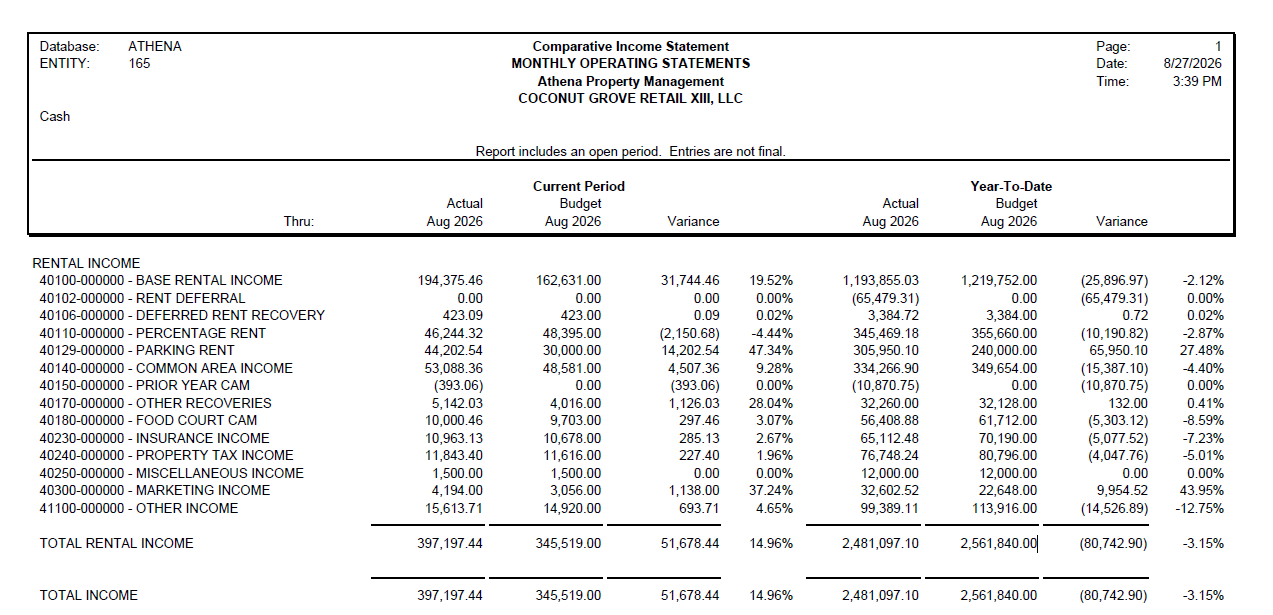 Database: ATHENA Comparative Income Statement Page: 1
ENTITY: 165 MONTHLY OPERATING STATEMENTS Date: 8/27/2026
Athena Property Management Time: 3:39 PM
COCONUT GROVE RETAIL XIII, LLC
Cash
Report includes an open period. Entries are not final.
Current Period Year-To-Date
Actual Budget Actual Budget
Thru: Aug 2026 Aug 2026 Variance Aug 2026 Aug 2026 Variance
RENTAL INCOME
40100-000000 - BASE RENTAL INCOME 194,375.46 162,631.00 31,744.46 19.52% 1,193,855.03 1,219,752.00 (25,896.97) -2.12%
40102-000000 - RENT DEFERRAL 0.00 0.00 0.00 0.00% (65,479.31) 0.00 (65,479.31) 0.00%
40106-000000 - DEFERRED RENT RECOVERY 423.09 423.00 0.09 0.02% 3,384.72 3,384.00 0.72 0.02%
40110-000000 - PERCENTAGE RENT 46,244.32 48,395.00 (2,150.68) -4.44% 345,469.18 355,660.00 (10,190.82) -2.87%
40129-000000 - PARKING RENT 44,202.54 30,000.00 14,202.54 47.34% 305,950.10 240,000.00 65,950.10 27.48%
40140-000000 - COMMON AREA INCOME 53,088.36 48,581.00 4,507.36 9.28% 334,266.90 349,654.00 (15,387.10) -4.40%
40150-000000 - PRIOR YEAR CAM (393.06) 0.00 (393.06) 0.00% (10,870.75) 0.00 (10,870.75) 0.00%
40170-000000 - OTHER RECOVERIES 5,142.03 4,016.00 1,126.03 28.04% 32,260.00 32,128.00 132.00 0.41%
40180-000000 - FOOD COURT CAM 10,000.46 9,703.00 297.46 3.07% 56,408.88 61,712.00 (5,303.12) -8.59%
40230-000000 - INSURANCE INCOME 10,963.13 10,678.00 285.13 2.67% 65,112.48 70,190.00 (5,077.52) -7.23%
40240-000000 - PROPERTY TAX INCOME 11,843.40 11,616.00 227.40 1.96% 76,748.24 80,796.00 (4,047.76) -5.01%
40250-000000 - MISCELLANEOUS INCOME 1,500.00 1,500.00 0.00 0.00% 12,000.00 12,000.00 0.00 0.00%
40300-000000 - MARKETING INCOME 4,194.00 3,056.00 1,138.00 37.24% 32,602.52 22,648.00 9,954.52 43.95%
41100-000000 - OTHER INCOME 15,613.71 14,920.00 693.71 4.65% 99,389.11 113,916.00 (14,526.89) -12.75%
TOTAL RENTAL INCOME 397,197.44 345,519.00 51,678.44 14.96% 2,481,097.10 2,561,840.00 (80,742.90) -3.15%
TOTAL INCOME 397,197.44 345,519.00 51,678.44 14.96% 2,481,097.10 2,561,840.00 (80,742.90) -3.15%